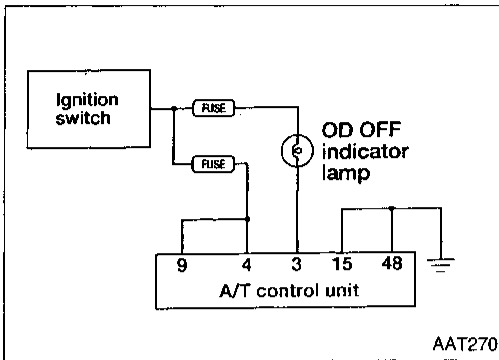 Ignition
switch
FUSE
FUSE
OD OFF
indicator
lamp
9 4 3 15 48
A/T control unit
AAT270